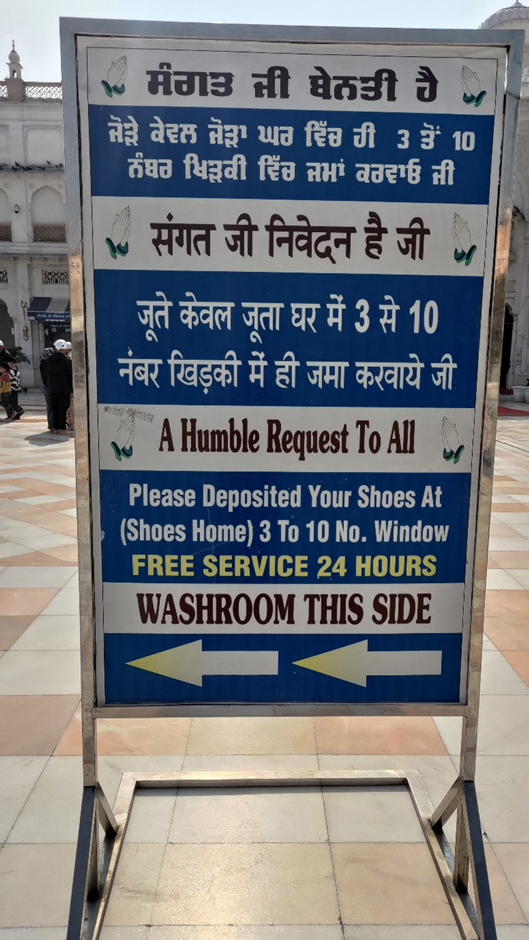 ਸੰਗਤ ਜੀ ਬੇਨਤੀ ਹੈ
ਜੋੜੇ ਕੇਵਲ ਜੋੜਾ ਘਰ ਵਿੱਚ ਹੀ 3 ਤੋਂ 10
ਨੰਬਰ ਖਿੜਕੀ ਵਿੱਚ ਜਮਾਂ ਕਰਵਾਓ ਜੀ
संगत जी निवेदन है जी
जूते केवल जूता घर में 3 से 10
नंबर खिड़की में ही जमा करवाये जी
A Humble Request To All
Please Deposited Your Shoes At
(Shoes Home) 3 To 10 No. Window
FREE SERVICE 24 HOURS
WASHROOM THIS SIDE